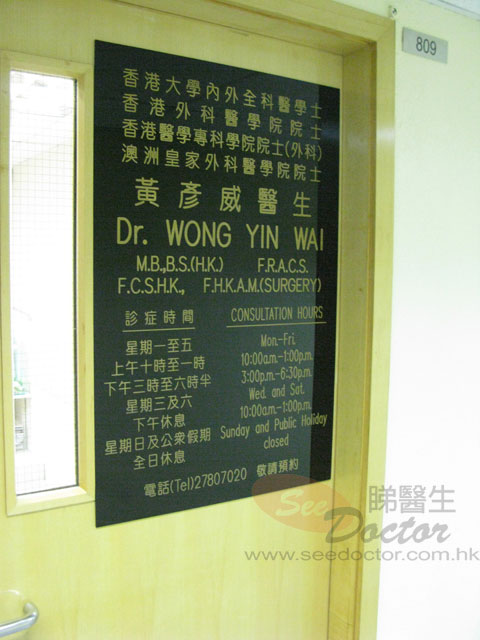 809
香港大學內外全科醫學士
香港外科醫學院院士
香港醫學專科學院院士(外科)
澳洲皇家外科醫學院院士
黃彥威醫生
Dr. WONG YIN WAI
M.B.,B.S.(H.K.) F.R.A.C.S.
F.C.S.H.K., F.H.K.A.M.(SURGERY)
診症時間
星期一至五
上午十時至一時
下午三時至六時半
星期三及六
下午休息
星期日及公眾假期
全日休息
CONSULTATION HOURS
Mon.-Fri.
10:00a.m.-1:00p.m.
3:00p.m.-6:30p.m.
Wed. and Sat.
10:00a.m.-1:00p.m.
Sunday and Public Holiday
closed
電話(Tel)27807020 敬請預約
See 睇醫生
Doctor
www.seedoctor.com.hk